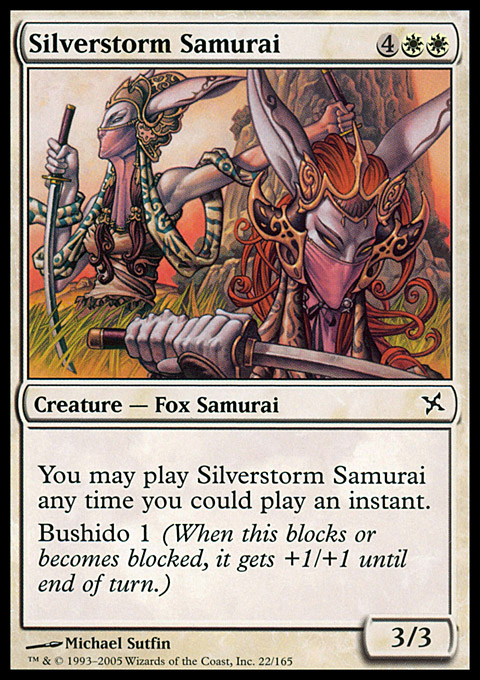 Silverstorm Samurai 4
Creature — Fox Samurai
You may play Silverstorm Samurai
any time you could play an instant.
Bushido 1 (When this blocks or
becomes blocked, it gets +1/+1 until
end of turn.)
Michael Sutfin
3/3
™ & © 1993–2005 Wizards of the Coast, Inc. 22/165